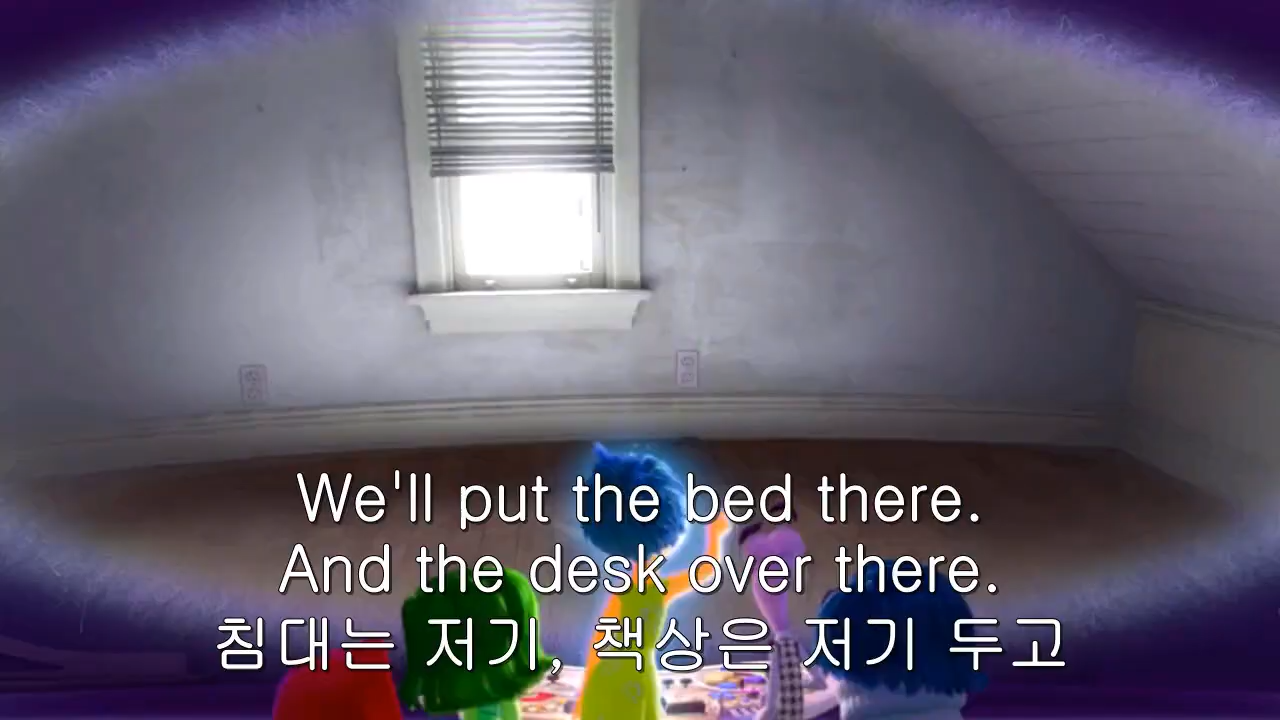 We'll put the bed there.
And the desk over there.
침대는 저기, 책상은 저기 두고